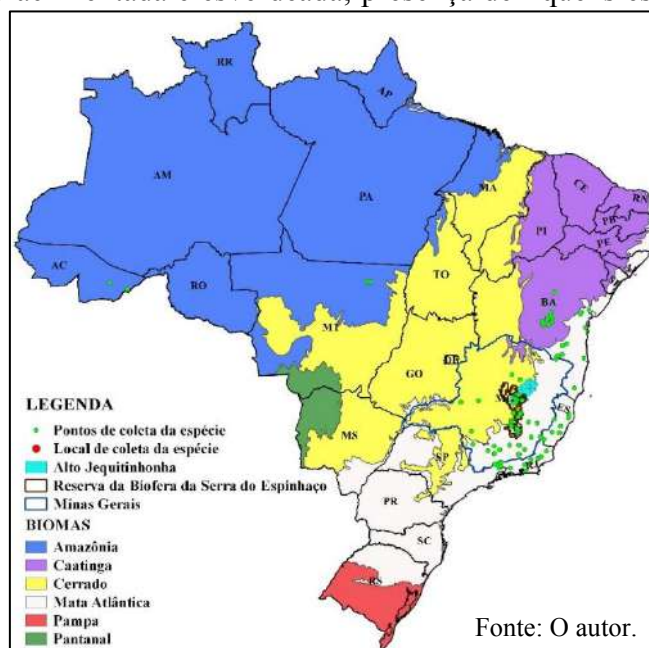 RR
AP
AM
PA
MA
CE
RN
PB
PE
PI
AC
RO
TO
BA
MT
GO
DF
ES
MS
SP
RJ
PR
SC
RS
LEGENDA
Pontos de coleta da espécie
Local de coleta da espécie
Alto Jequitinhonha
Reserva da Biofera da Serra do Espinhaço
Minas Gerais
BIOMAS
Amazônia
Caatinga
Cerrado
Mata Atlântica
Pampa
Pantanal
Fonte: O autor.